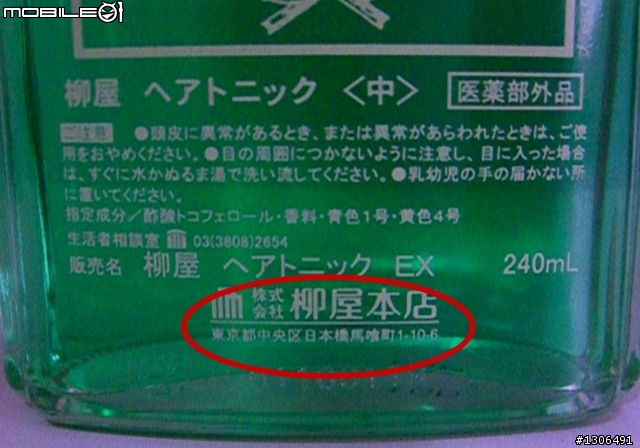 MOBILE01
柳屋 ヘアトニック 〈中〉 医薬部外品
ご注意 ●頭皮に異常があるとき、または異常があらわれたときは、ご使
用をおやめください。●目の周囲につかないように注意し、目に入った場合
は、すぐに水かぬるま湯で洗い流してください。●乳幼児の手の届かない所
に置いてください。
指定成分／酢酸トコフェロール・香料・青色1号・黄色4号
生活者相談室 ☎ 03(3808)2654
販売名 柳屋 ヘアトニック EX 240mL
株式会社 柳屋本店
東京都中央区日本橋馬喰町1-10-6
#1306491